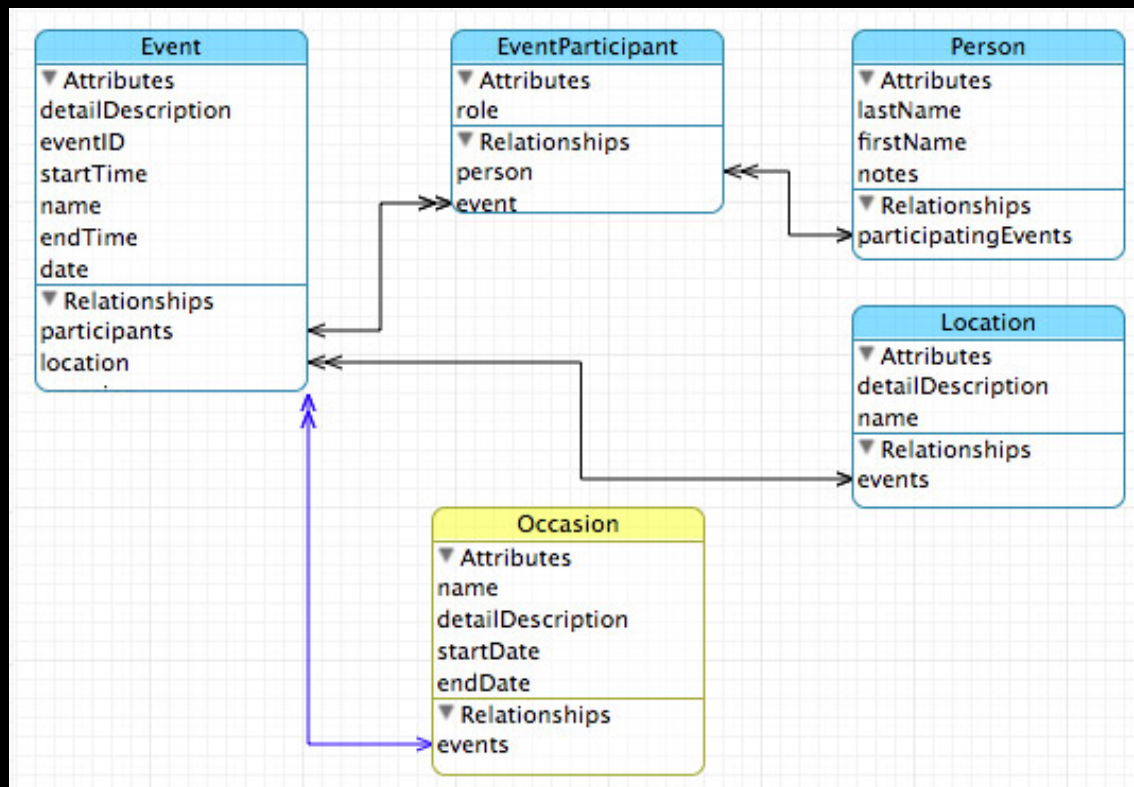 Event
Attributes
detailDescription
eventID
startTime
name
endTime
date
Relationships
participants
location
EventParticipant
Attributes
role
Relationships
person
event
Person
Attributes
lastName
firstName
notes
Relationships
participatingEvents
Location
Attributes
detailDescription
name
Relationships
events
Occasion
Attributes
name
detailDescription
startDate
endDate
Relationships
events